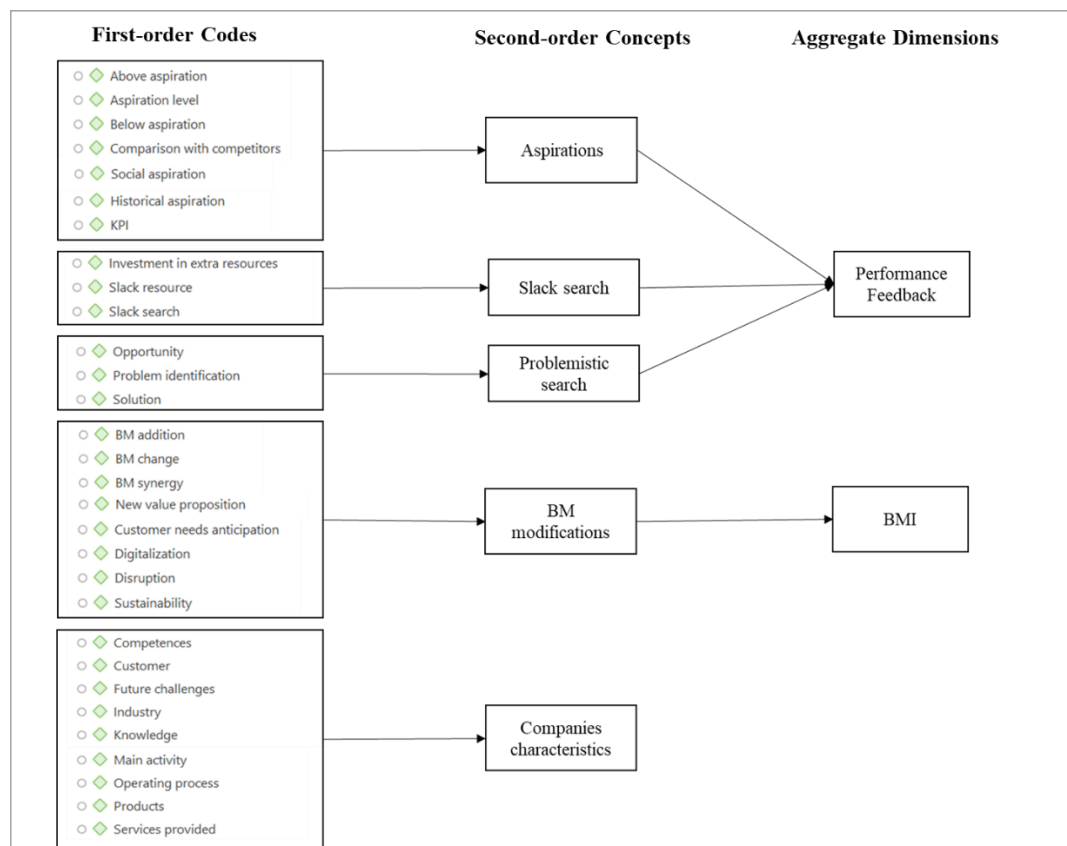 First-order Codes
Second-order Concepts
Aggregate Dimensions
Above aspiration
Aspiration level
Below aspiration
Comparison with competitors
Social aspiration
Historical aspiration
KPI
Aspirations
Investment in extra resources
Slack resource
Slack search
Slack search
Performance
Feedback
Opportunity
Problem identification
Solution
Problemistic
search
BM addition
BM change
BM synergy
New value proposition
Customer needs anticipation
Digitalization
Disruption
Sustainability
BM
modifications
BMI
Competences
Customer
Future challenges
Industry
Knowledge
Main activity
Operating process
Products
Services provided
Companies
characteristics